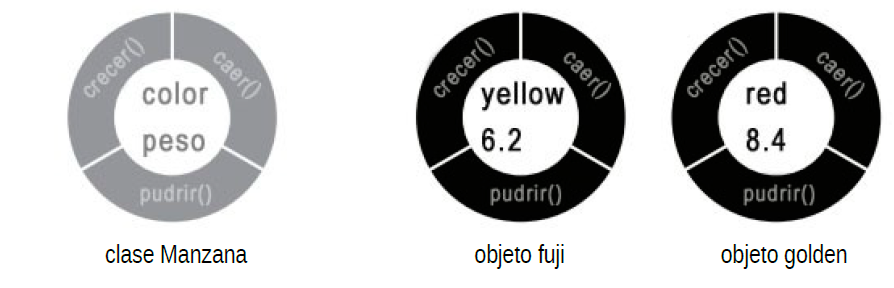 crecer()
caer()
color
peso
pudrir()
clase Manzana
crecer()
caer()
yellow
6.2
pudrir()
objeto fuji
crecer()
caer()
red
8.4
pudrir()
objeto golden